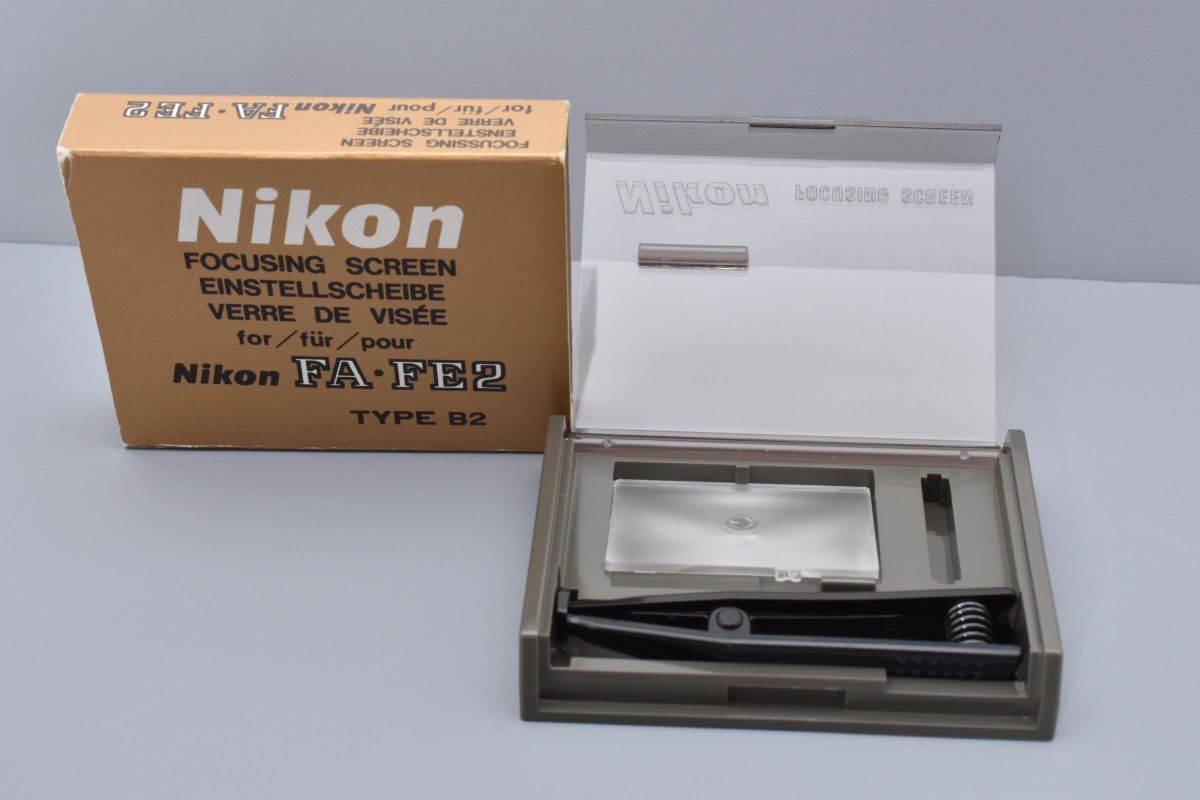 FOCUSSING SCREEN
EINSTELLSCHEIBE
VERRE DE VISÉE
for/für/pour Nikon FA·FE2
Nikon
FOCUSING SCREEN
EINSTELLSCHEIBE
VERRE DE VISÉE
for/für/pour
Nikon FA·FE2
TYPE B2
Nikon FOCUSING SCREEN